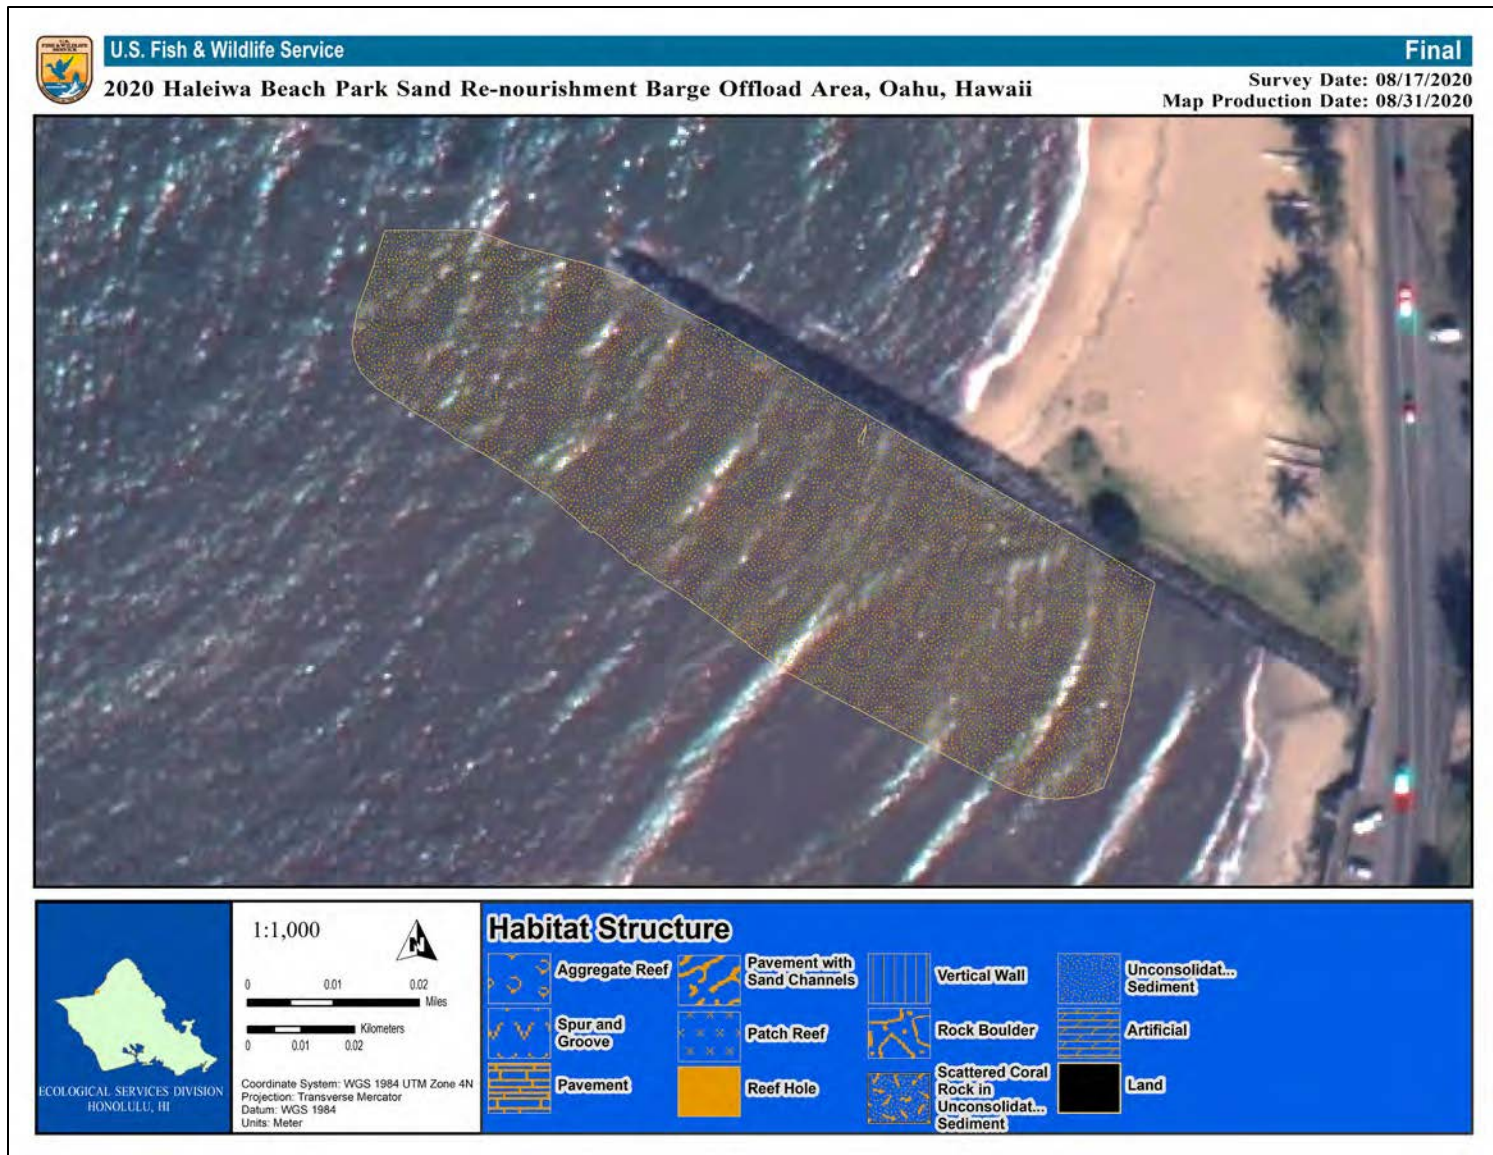 U.S.
FISH & WILDLIFE
SERVICE
U.S. Fish & Wildlife Service
Final
2020 Haleiwa Beach Park Sand Re-nourishment Barge Offload Area, Oahu, Hawaii
Survey Date: 08/17/2020
Map Production Date: 08/31/2020
ECOLOGICAL SERVICES DIVISION
HONOLULU, HI
1:1,000
N
0 0.01 0.02
Miles
Kilometers
0 0.01 0.02
Coordinate System: WGS 1984 UTM Zone 4N
Projection: Transverse Mercator
Datum: WGS 1984
Units: Meter
Habitat Structure
Aggregate Reef
Spur and
Groove
Pavement
Pavement with
Sand Channels
Patch Reef
Reef Hole
Vertical Wall
Rock Boulder
Scattered Coral
Rock in
Unconsolidat...
Sediment
Unconsolidat...
Sediment
Artificial
Land